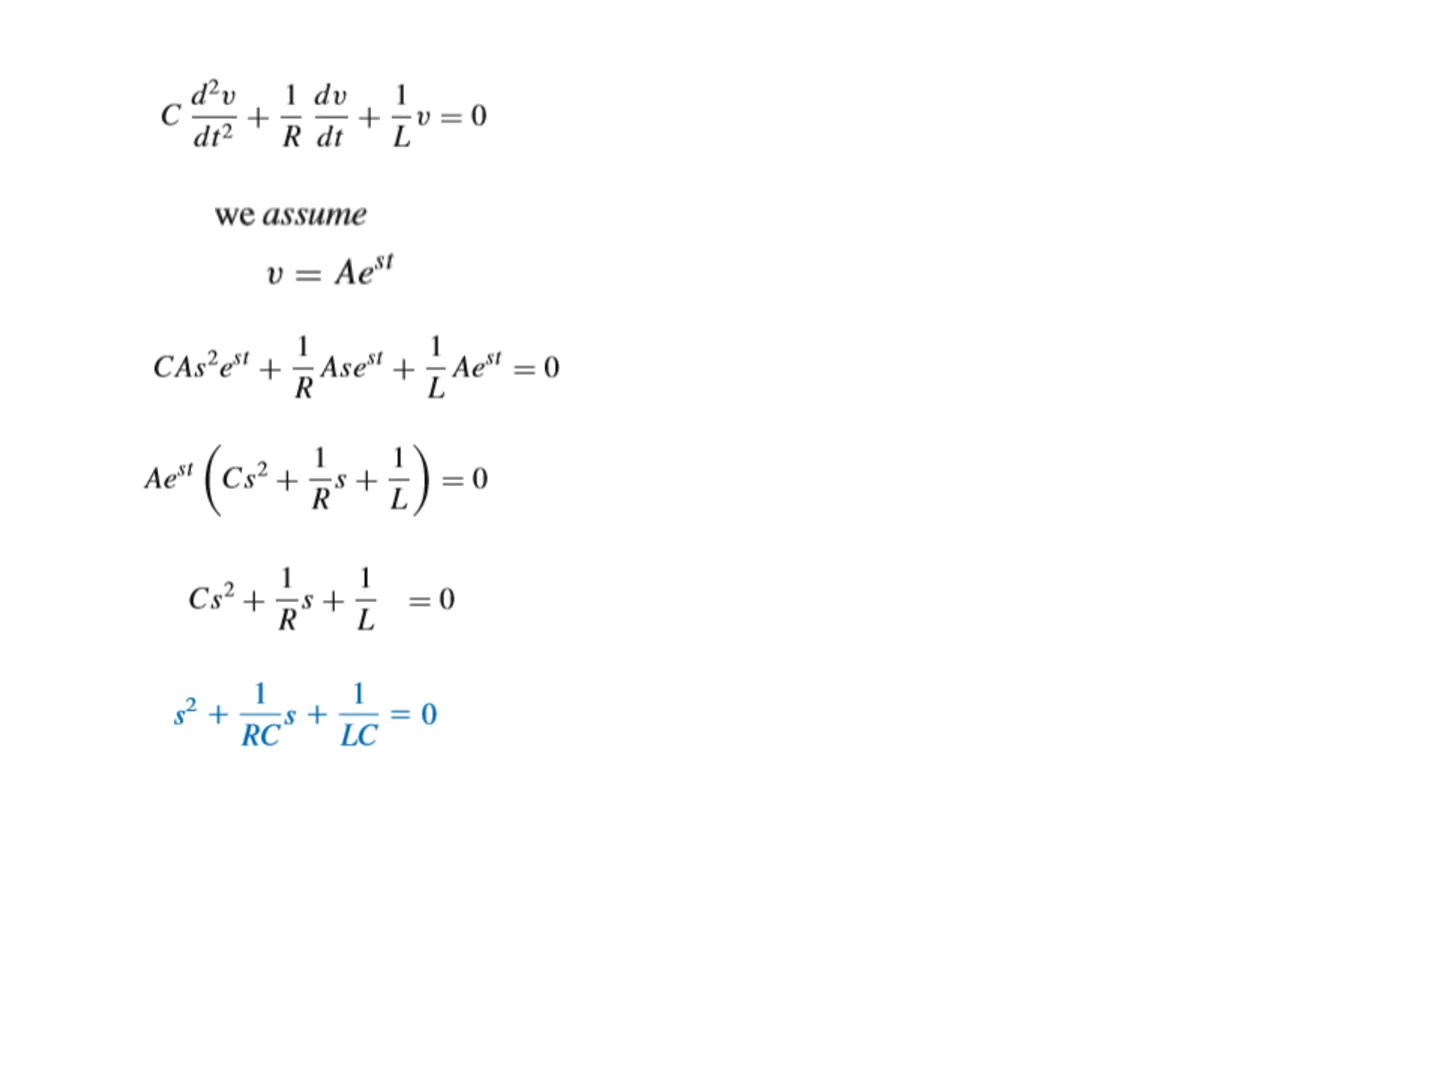 C d²v/dt² + 1/R dv/dt + 1/L v = 0
we assume
v = Ae^{st}
CAs²e^{st} + 1/R Ase^{st} + 1/L Ae^{st} = 0
Ae^{st} (Cs² + 1/R s + 1/L) = 0
Cs² + 1/R s + 1/L = 0
s² + 1/RC s + 1/LC = 0